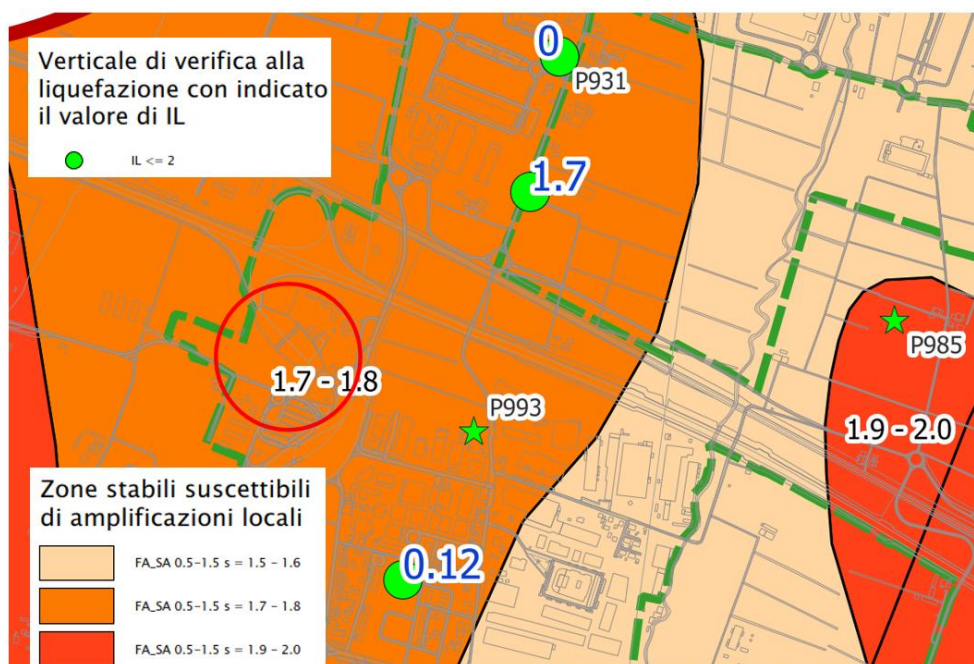 Verticale di verifica alla
liquefazione con indicato
il valore di IL
IL <= 2
0
P931
1.7
P985
1.7 - 1.8
P993
1.9 - 2.0
0.12
Zone stabili suscettibili
di amplificazioni locali
FA_SA 0.5-1.5 s = 1.5 - 1.6
FA_SA 0.5-1.5 s = 1.7 - 1.8
FA_SA 0.5-1.5 s = 1.9 - 2.0